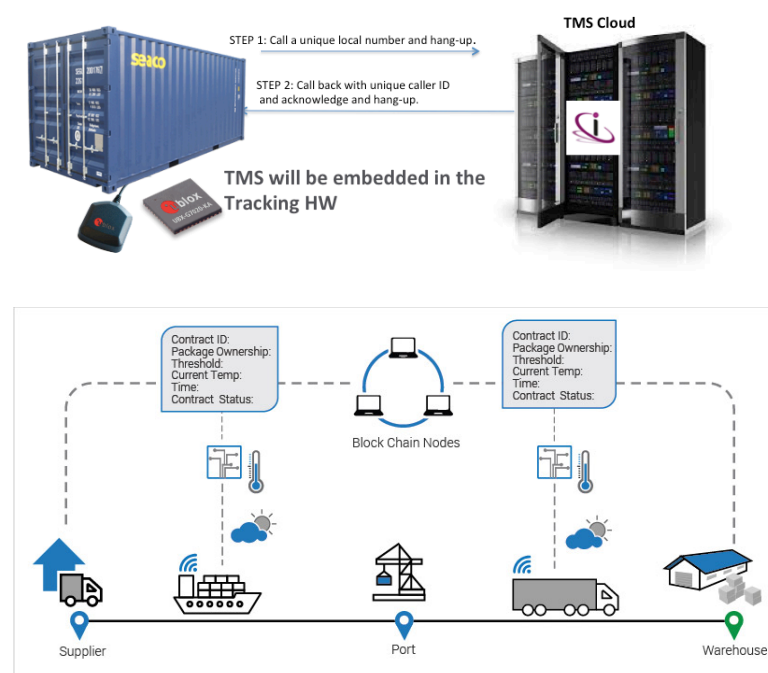 TMS Cloud
STEP 1: Call a unique local number and hang-up.
STEP 2: Call back with unique caller ID
and acknowledge and hang-up.
seaco
TMS will be embedded in the
Tracking HW
blox
Contract ID:
Package Ownership:
Threshold:
Current Temp:
Time:
Contract Status:
Contract ID:
Package Ownership:
Threshold:
Current Temp:
Time:
Contract Status:
Block Chain Nodes
Supplier
Port
Warehouse